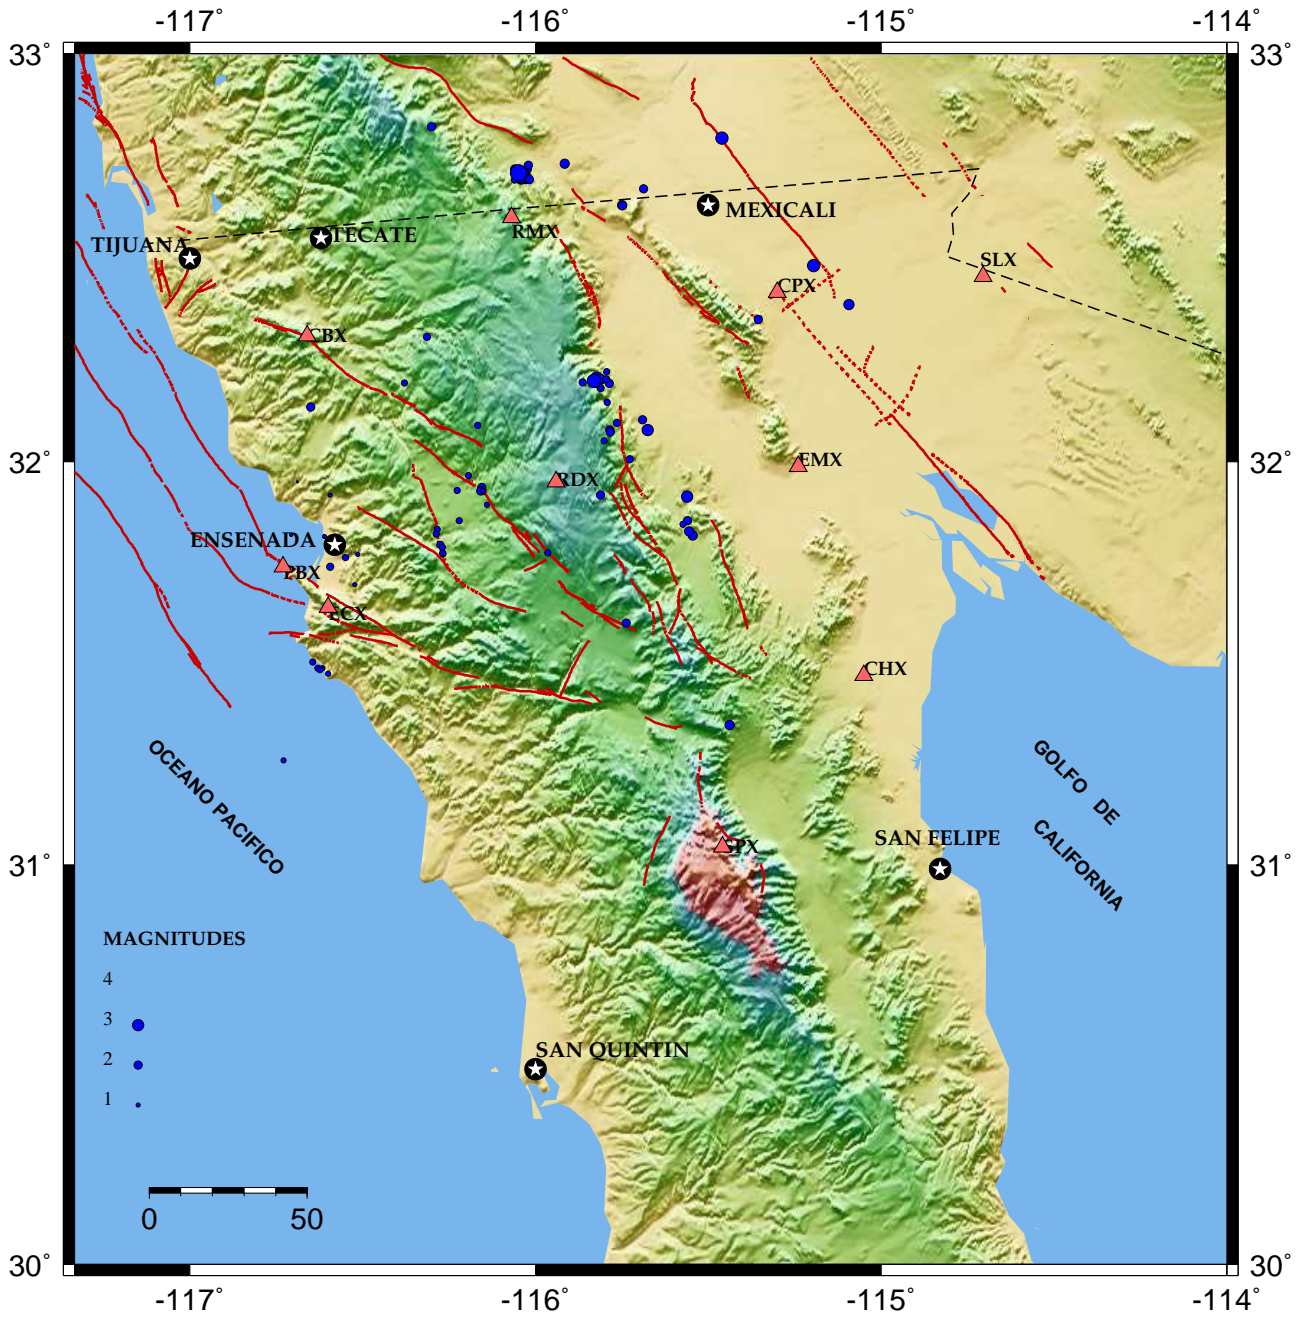 -117° -116° -115° -114°
33° 33°
MEXICALI
RMX
TECATE
TIJUANA
SLX
CPX
CBX
32° 32°
EMX
RDX
ENSENADA
PBX
ECX
CHX
OCEANO PACIFICO
GOLFO DE
CALIFORNIA
SAN FELIPE
SPX
31° 31°
MAGNITUDES
4
3
2
1
SAN QUINTIN
0 50
30° 30°
-117° -116° -115° -114°